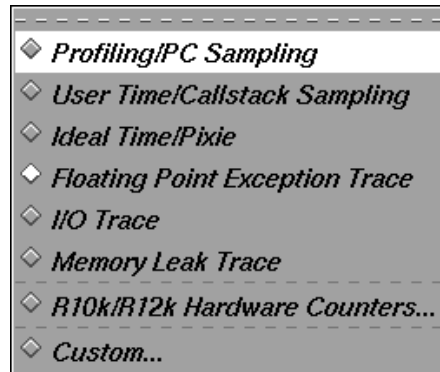 Profiling/PC Sampling
User Time/Callstack Sampling
Ideal Time/Pixie
Floating Point Exception Trace
I/O Trace
Memory Leak Trace
R10k/R12k Hardware Counters...
Custom...